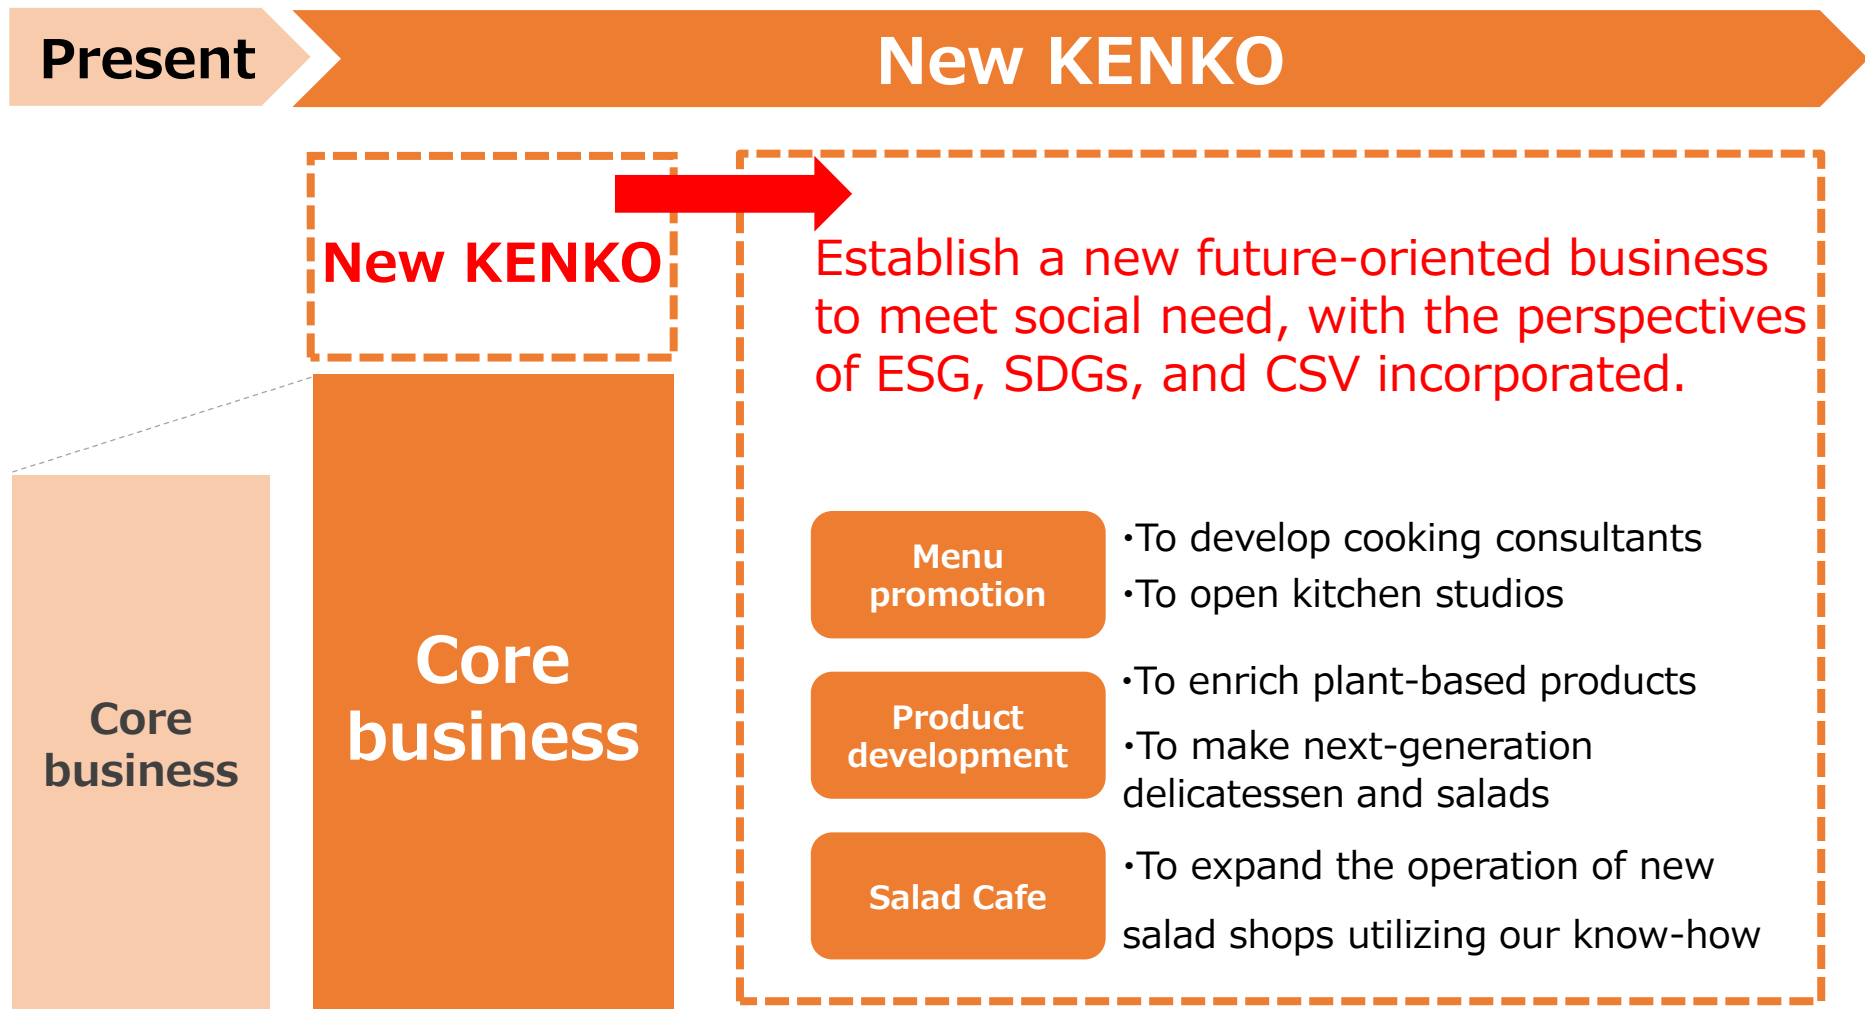 Present
New KENKO
New KENKO
Establish a new future-oriented business
to meet social need, with the perspectives
of ESG, SDGs, and CSV incorporated.
Core
business
Core
business
Menu
promotion
・To develop cooking consultants
・To open kitchen studios
Product
development
・To enrich plant-based products
・To make next-generation
delicatessen and salads
Salad Cafe
・To expand the operation of new
salad shops utilizing our know-how